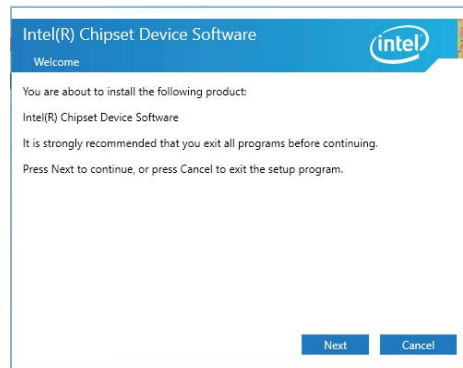 Intel(R) Chipset Device Software
Welcome
intel
You are about to install the following product:
Intel(R) Chipset Device Software
It is strongly recommended that you exit all programs before continuing.
Press Next to continue, or press Cancel to exit the setup program.
Next Cancel